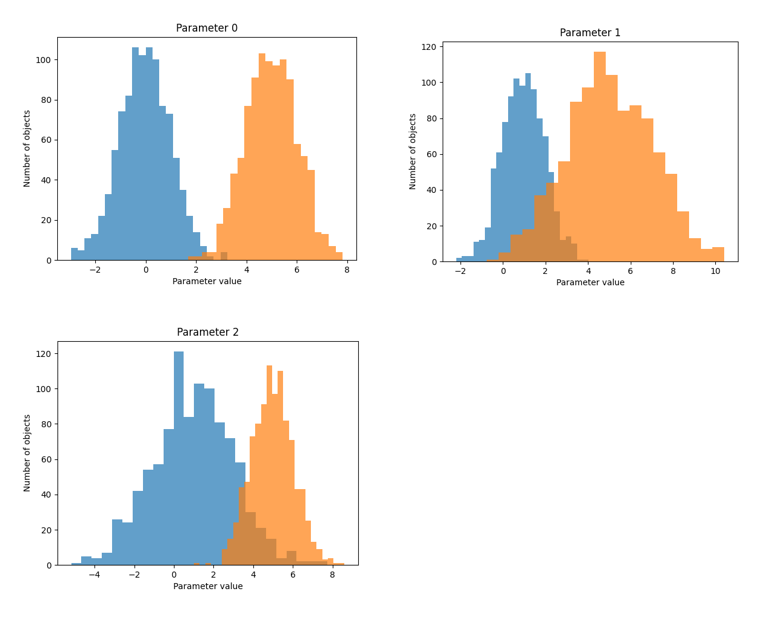 Parameter 0
Number of objects
100
80
60
40
20
0
−2 0 2 4 6 8
Parameter value
Parameter 1
Number of objects
120
100
80
60
40
20
0
−2 0 2 4 6 8 10
Parameter value
Parameter 2
Number of objects
120
100
80
60
40
20
0
−4 −2 0 2 4 6 8
Parameter value